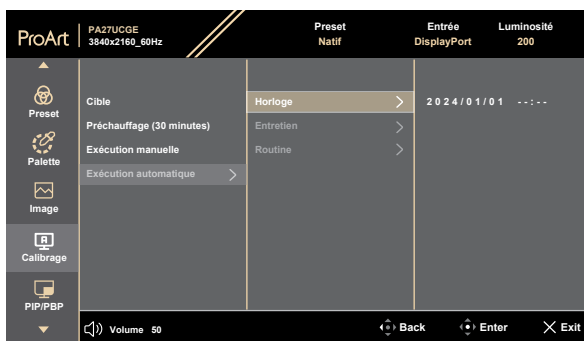 ProArt
PA27UCGE
3840x2160_60Hz
Preset
Natif
Entrée
DisplayPort
Luminosité
200
Preset
Palette
Image
Calibrage
PIP/PBP
Cible
Préchauffage (30 minutes)
Exécution manuelle
Exécution automatique
Horloge
Entretien
Routine
2024/01/01 --:--
Volume 50
Back
Enter
Exit